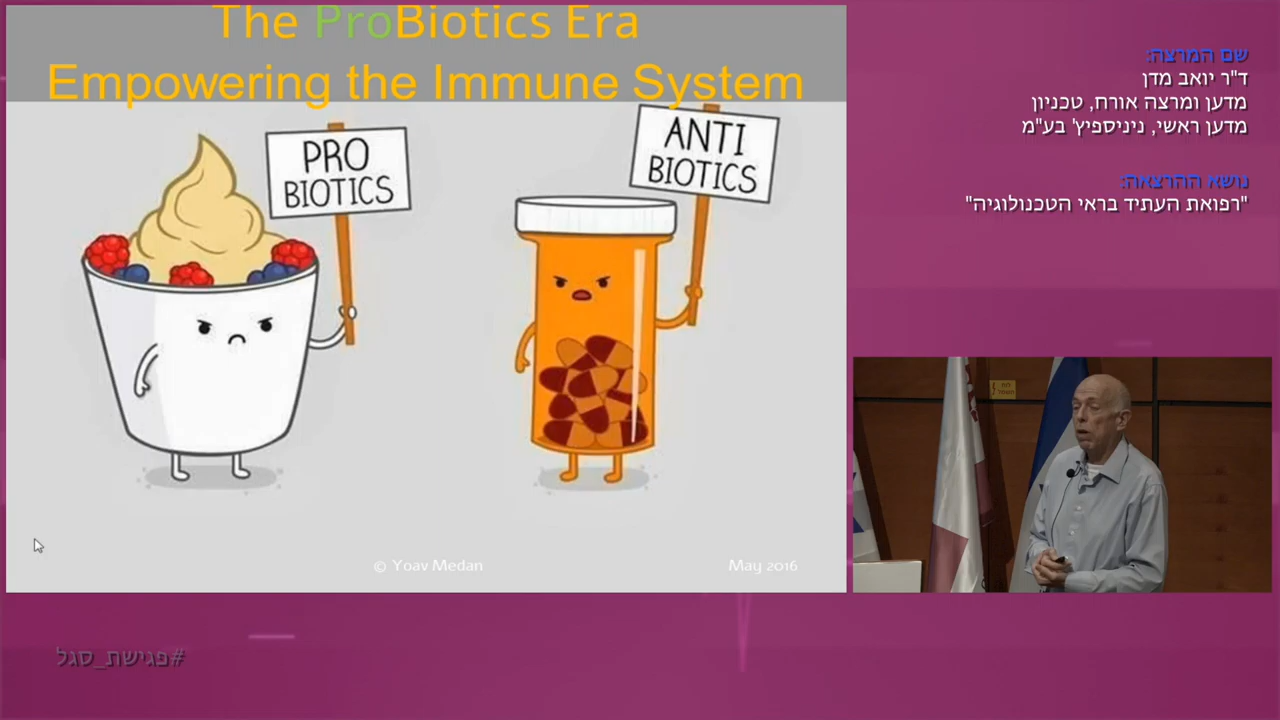 The ProBiotics Era
Empowering the Immune System
PRO
BIOTICS
ANTI
BIOTICS
© Yoav Medan
May 2016
שם המרצה:
ד"ר יואב מדן
מדען ומרצה אורח, טכניון
מדען ראשי, ניניספיץ' בע"מ
נושא ההרצאה:
"רפואת העתיד בראי הטכנולוגיה"
#פגישת_סגל